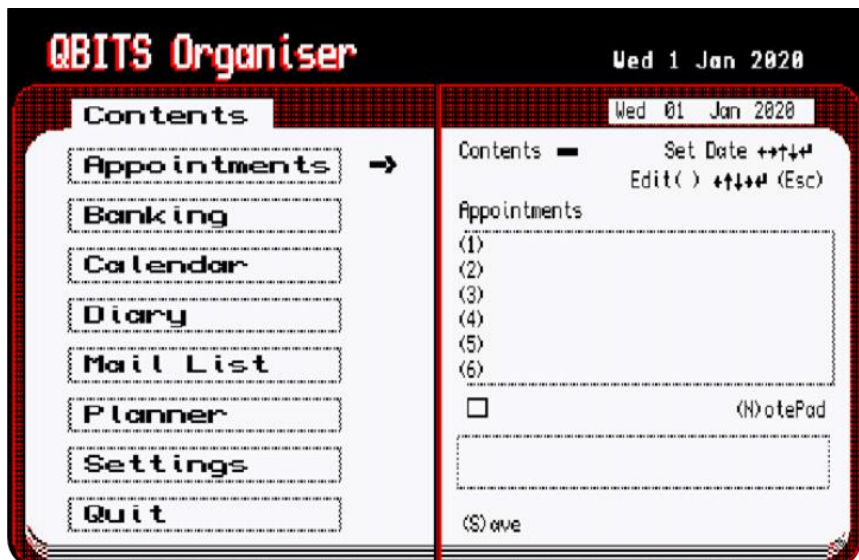 QBITS Organiser
Wed 1 Jan 2020
Contents
Appointments →
Banking
Calendar
Diary
Mail List
Planner
Settings
Quit
Wed 01 Jan 2020
Contents Set Date ←→↑↓↵
Edit( ) ←↑↓→↵ (Esc)
Appointments
(1)
(2)
(3)
(4)
(5)
(6)
(N)otePad
(S)ave